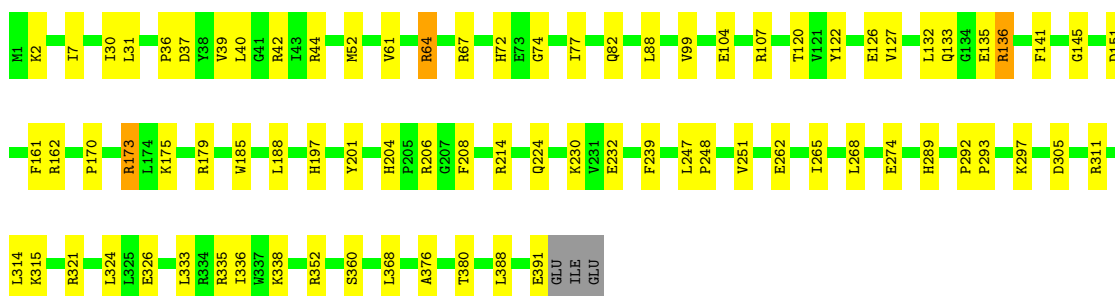 M1 K2 I7 I30 L31 P36 D37 Y38 V39 L40 G41 R42 I43 R44 M52 V61 R64 R67 H72 E73 G74 I77 Q82 L88 V99 E104 R107 T120 V121 Y122 E126 V127 L132 Q133 G134 E135 R136 F141 G145 D151
F161 R162 P170 R173 L174 K175 R179 W185 L188 H197 Y201 H204 P205 R206 G207 F208 R214 Q224 K230 V231 E232 F239 L247 P248 V251 E262 I265 L268 E274 H289 P292 P293 K297 D305 R311
L314 K315 R321 L324 L325 E326 L333 R334 R335 I336 W337 K338 R352 S360 L368 A376 T380 L388 E391 GLU ILE GLU